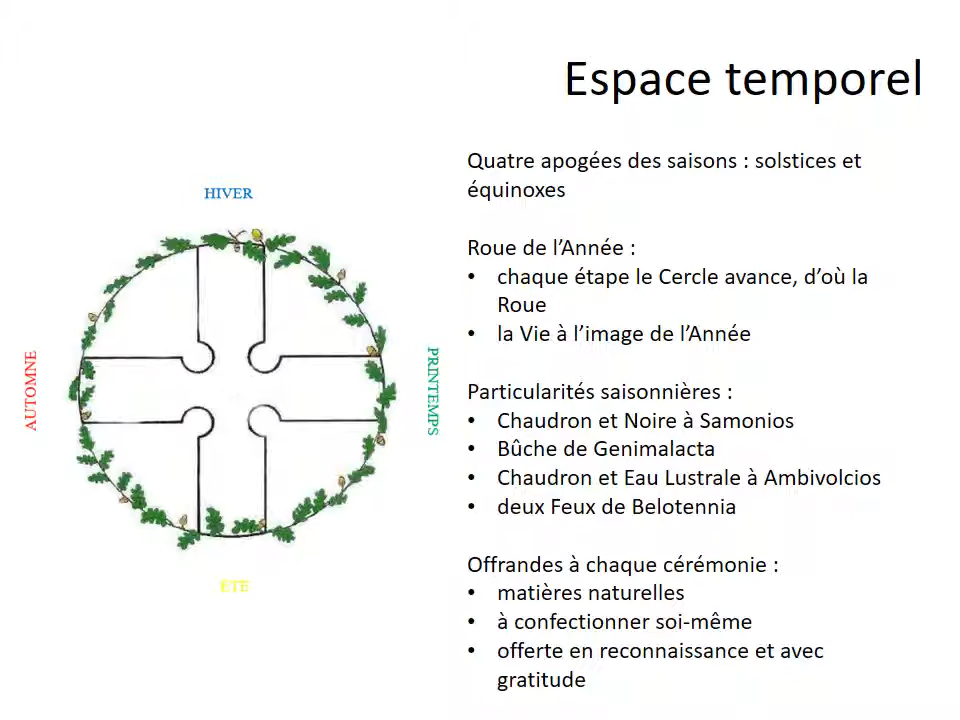 Espace temporel
Quatre apogées des saisons : solstices et
équinoxes
HIVER
Roue de l’Année :
• chaque étape le Cercle avance, d’où la
Roue
• la Vie à l’image de l’Année
AUTOMNE
PRINTEMPS
Particularités saisonnières :
• Chaudron et Noire à Samonios
• Bûche de Genimalacta
• Chaudron et Eau Lustrale à Ambivolcios
• deux Feux de Belotennia
Offrandes à chaque cérémonie :
ÉTÉ
• matières naturelles
• à confectionner soi-même
• offerte en reconnaissance et avec
gratitude